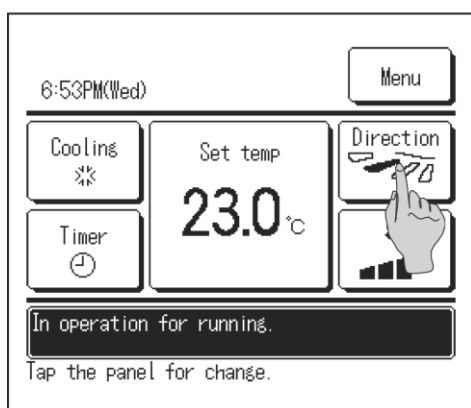 6:53PM(Wed)
Menu
Cooling
Set temp
Direction
23.0℃
Timer
In operation for running.
Tap the panel for change.